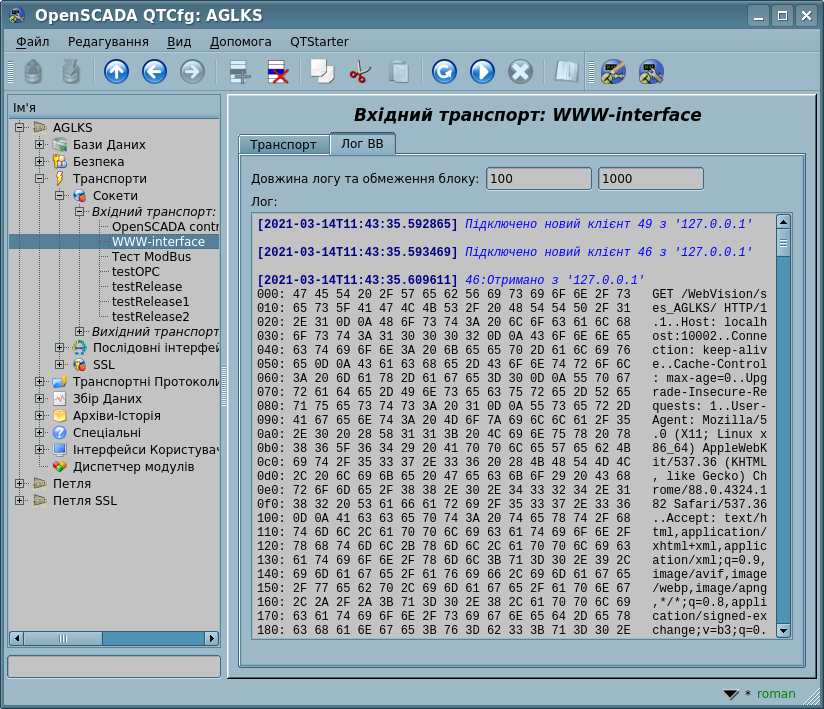 OpenSCADA QTCfg: AGLKS
Файл Редагування Вид Допомога QTStarter
Ім'я
AGLKS
Бази Даних
Безпека
Транспорти
Сокети
Вхідний транспорт:
OpenSCADA contr
WWW-interface
Тест ModBus
testOPC
testRelease
testRelease1
testRelease2
Вихідний транспорт
Послідовні інтерфей
SSL
Транспортні Протоколи
Збір Даних
Архіви-Історія
Спеціальні
Інтерфейси Користувач
Диспетчер модулів
Петля
Петля SSL
Вхідний транспорт: WWW-interface
Транспорт Лог ВВ
Довжина логу та обмеження блоку: 100 1000
Лог:
[2021-03-14T11:43:35.592865] Підключено новий клієнт 49 з '127.0.0.1'
[2021-03-14T11:43:35.593469] Підключено новий клієнт 46 з '127.0.0.1'
[2021-03-14T11:43:35.609611] 46:Отримано з '127.0.0.1'
000: 47 45 54 20 2F 57 65 62 56 69 73 69 6F 6E 2F 73 GET /WebVision/s
010: 65 73 5F 41 47 4C 4B 53 2F 20 48 54 54 50 2F 31 es_AGLKS/ HTTP/1
020: 2E 31 0D 0A 48 6F 73 74 3A 20 6C 6F 63 61 6C 68 .1..Host: localh
030: 6F 73 74 3A 31 30 30 30 32 0D 0A 43 6F 6E 6E 65 ost:10002..Conne
040: 63 74 69 6F 6E 3A 20 6B 65 65 70 2D 61 6C 69 76 ction: keep-aliv
050: 65 0D 0A 43 61 63 68 65 2D 43 6F 6E 74 72 6F 6C e..Cache-Control
060: 3A 20 6D 61 78 2D 61 67 65 3D 30 0D 0A 55 70 67 : max-age=0..Upg
070: 72 61 64 65 2D 49 6E 73 65 63 75 72 65 2D 52 65 rade-Insecure-Re
080: 71 75 65 73 74 73 3A 20 31 0D 0A 55 73 65 72 2D quests: 1..User-
090: 41 67 65 6E 74 3A 20 4D 6F 7A 69 6C 6C 61 2F 35 Agent: Mozilla/5
0a0: 2E 30 20 28 58 31 31 3B 20 4C 69 6E 75 78 20 78 .0 (X11; Linux x
0b0: 38 36 5F 36 34 29 20 41 70 70 6C 65 57 65 62 4B 86_64) AppleWebK
0c0: 69 74 2F 35 33 37 2E 33 36 20 28 4B 48 54 4D 4C it/537.36 (KHTML
0d0: 2C 20 6C 69 6B 65 20 47 65 63 6B 6F 29 20 43 68 , like Gecko) Ch
0e0: 72 6F 6D 65 2F 38 38 2E 30 2E 34 33 32 34 2E 31 rome/88.0.4324.1
0f0: 38 32 20 53 61 66 61 72 69 2F 35 33 37 2E 33 36 82 Safari/537.36
100: 0D 0A 41 63 63 65 70 74 3A 20 74 65 78 74 2F 68 ..Accept: text/h
110: 74 6D 6C 2C 61 70 70 6C 69 63 61 74 69 6F 6E 2F tml,application/
120: 78 68 74 6D 6C 2B 78 6D 6C 2C 61 70 70 6C 69 63 xhtml+xml,applic
130: 61 74 69 6F 6E 2F 78 6D 6C 3B 71 3D 30 2E 39 2C ation/xml;q=0.9,
140: 69 6D 61 67 65 2F 61 76 69 66 2C 69 6D 61 67 65 image/avif,image
150: 2F 77 65 62 70 2C 69 6D 61 67 65 2F 61 70 6E 67 /webp,image/apng
160: 2C 2A 2F 2A 3B 71 3D 30 2E 38 2C 61 70 70 6C 69 ,*/*;q=0.8,appli
170: 63 61 74 69 6F 6E 2F 73 69 67 6E 65 64 2D 65 78 cation/signed-ex
180: 63 68 61 6E 67 65 3B 76 3D 62 33 3B 71 3D 30 2E change;v=b3;q=0.
* roman